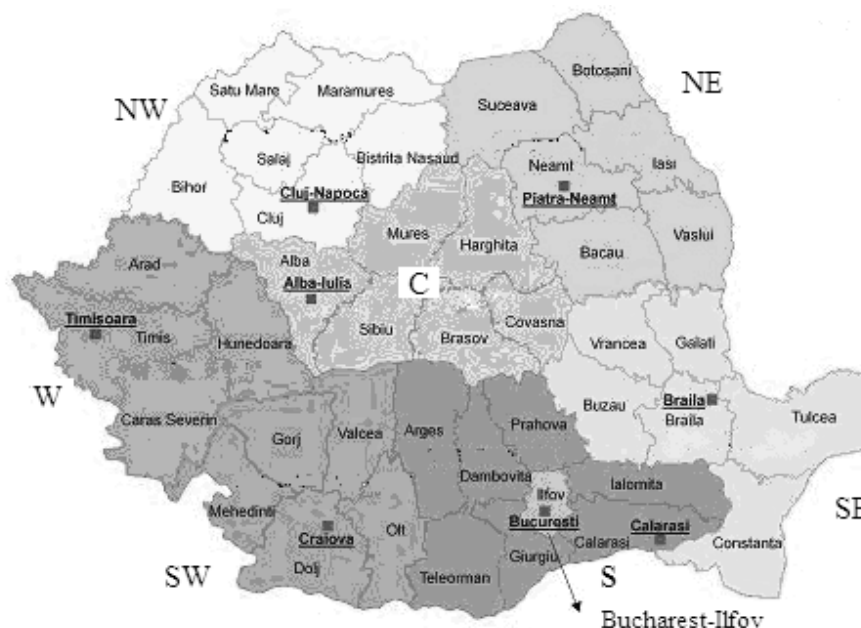 Botosani
NE
Satu Mare
Maramures
Suceava
NW
Salaj
Bistrita Nasaud
Neamt
Iasi
Bihor
Cluj-Napoca
Piatra-Neamt
Cluj
Mures
Harghita
Bacau
Vaslui
Arad
Alba
Alba-Iulis
C
Timisoara
Timis
Hunedoara
Sibiu
Brasov
Covasna
Vrancea
Galati
W
Caras Severin
Gorj
Valcea
Arges
Prahova
Buzau
Braila
Braila
Tulcea
Dambovita
Ilfov
Ialomita
Mehedinti
SE
Craiova
Olt
Bucuresti
Calarasi
Constanta
Dolj
Giurgiu
Calarasi
SW
Teleorman
S
Bucharest-Ilfov